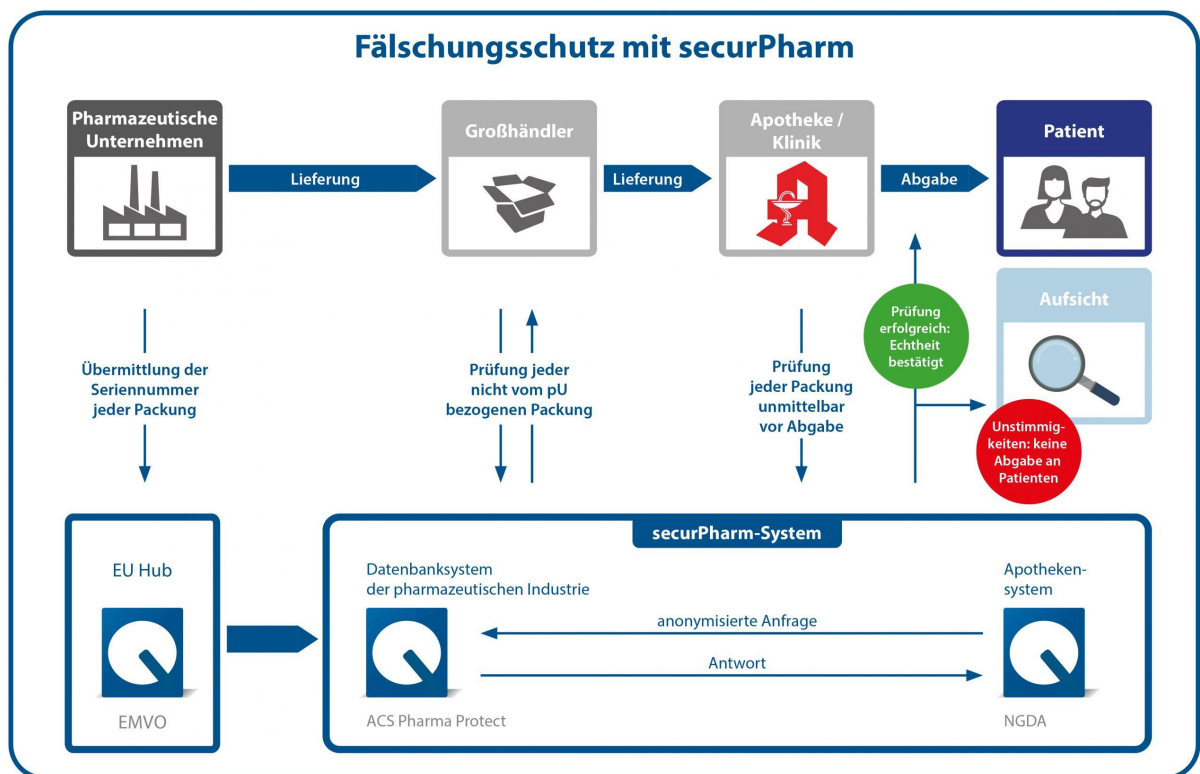 Fälschungsschutz mit securPharm
Pharmazeutische
Unternehmen
Lieferung
Großhändler
Lieferung
Apotheke /
Klinik
Abgabe
Patient
Aufsicht
Übermittlung der
Seriennummer
jeder Packung
Prüfung jeder
nicht vom pU
bezogenen Packung
Prüfung
jeder Packung
unmittelbar
vor Abgabe
Prüfung
erfolgreich:
Echtheit
bestätigt
Unstimmig-
keiten: keine
Abgabe an
Patienten
EU Hub
EMVO
securPharm-System
Datenbanksystem
der pharmazeutischen Industrie
ACS Pharma Protect
anonymisierte Anfrage
Antwort
Apotheken-
system
NGDA